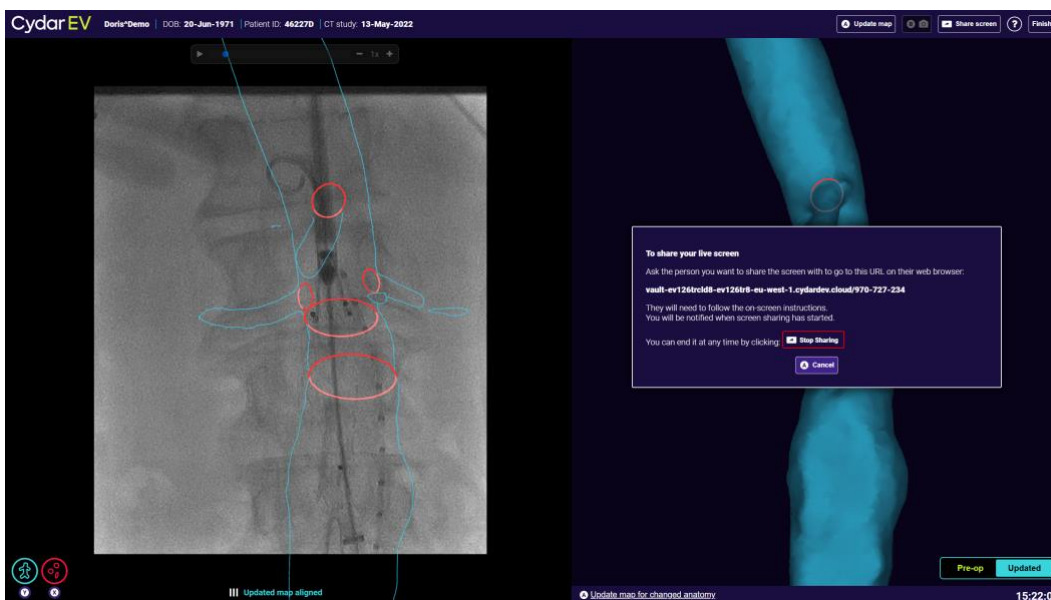 Cydar EV Doris^Demo | DOB: 20-Jun-1971 | Patient ID: 46227D | CT study: 13-May-2022
A Update map X Share screen ? Finish
1x
To share your live screen
Ask the person you want to share the screen with to go to this URL on their web browser:
vault-ev126trcld8-ev126tr8-eu-west-1.cydardev.cloud/970-727-234
They will need to follow the on-screen instructions.
You will be notified when screen sharing has started.
You can end it at any time by clicking: Stop Sharing
A Cancel
Pre-op Updated
Y X
Updated map aligned
A Update map for changed anatomy
15:22:0